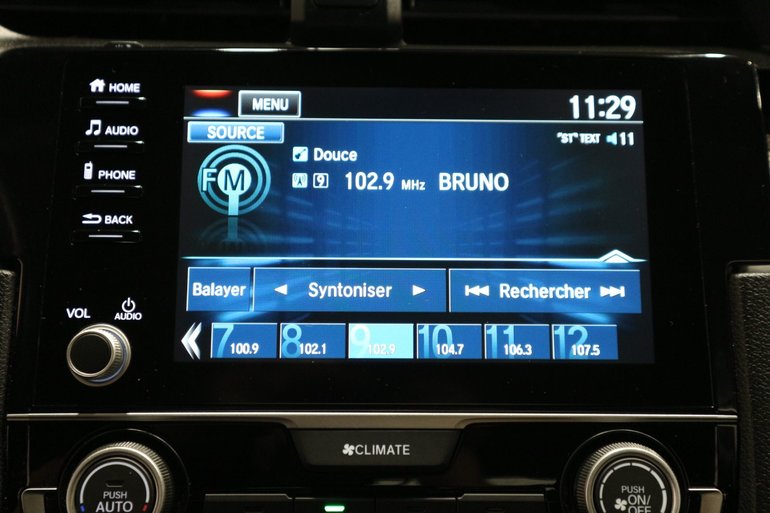 HOME
MENU
11:29
AUDIO
SOURCE
"ST" TEXT 11
Douce
PHONE
FM
9 102.9 MHz BRUNO
BACK
Balayer
Syntoniser
Rechercher
VOL
AUDIO
7 100.9
8 102.1
9 102.9
10 104.7
11 106.3
12 107.5
CLIMATE
PUSH
AUTO
PUSH
ON/
OFF